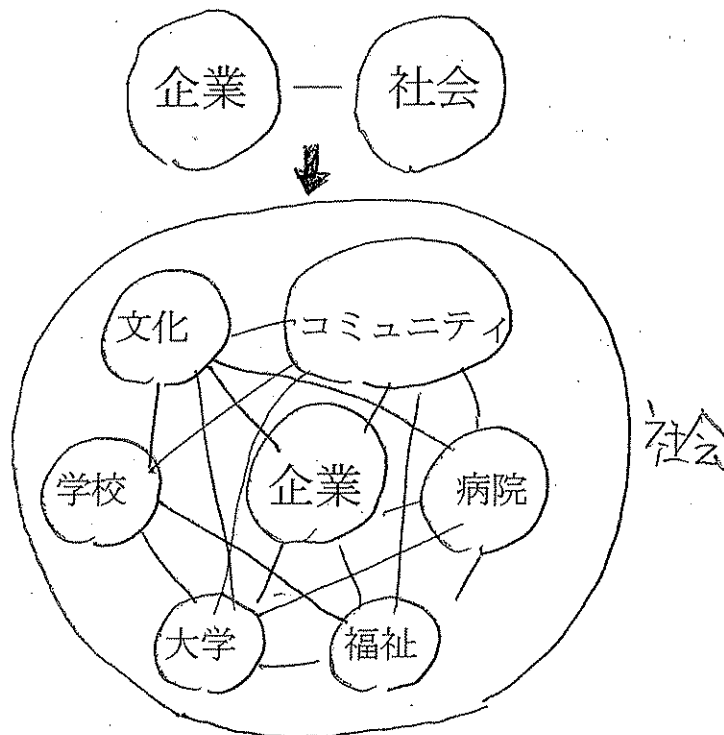 企業 — 社会
文化 コミュニティ
学校 企業 病院 社会
大学 福祉